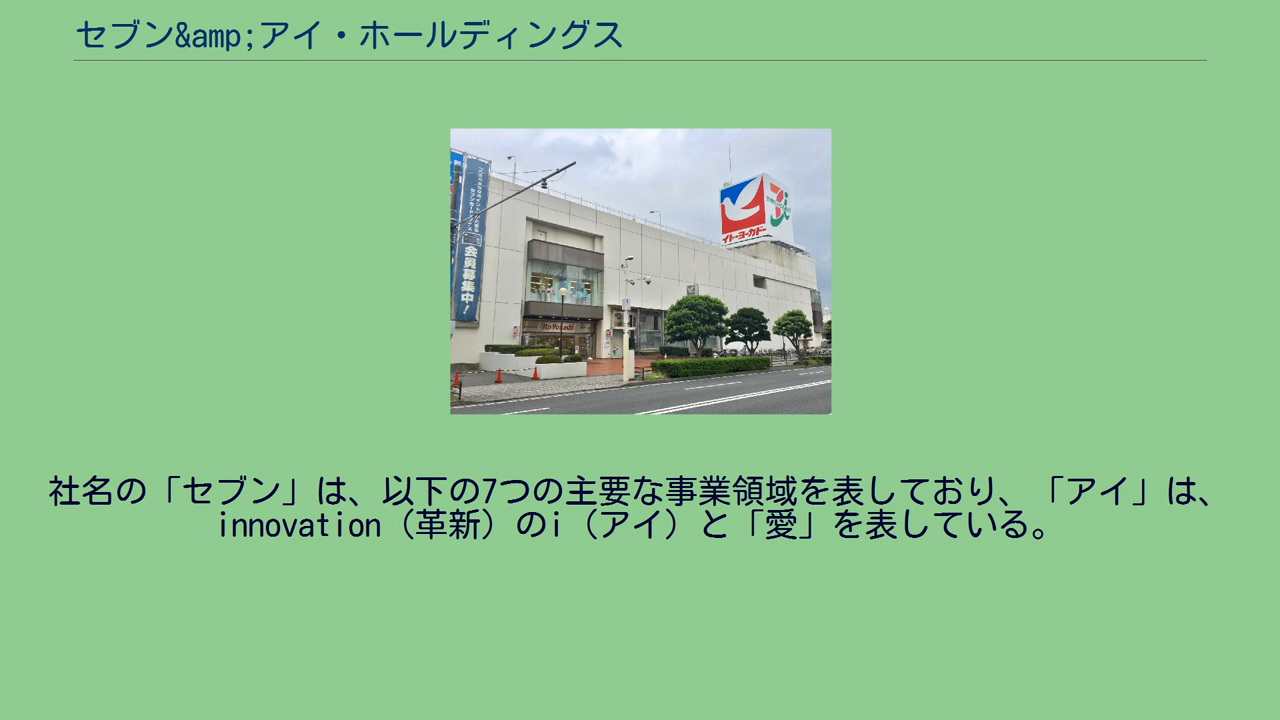 セブン&amp;アイ・ホールディングス
イトーヨーカドー
会員募集中!
Ito Yokado
社名の「セブン」は、以下の7つの主要な事業領域を表しており、「アイ」は、
innovation（革新）のi（アイ）と「愛」を表している。